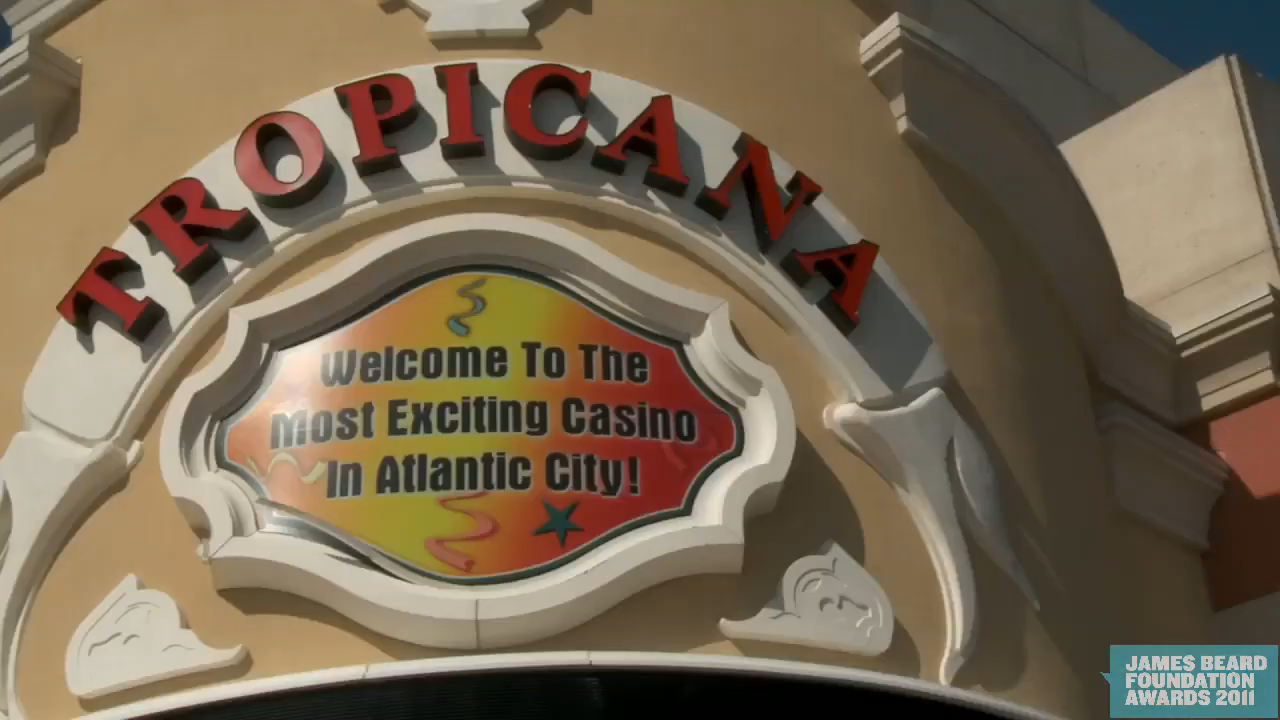 TROPICANA
Welcome To The
Most Exciting Casino
In Atlantic City!
JAMES BEARD
FOUNDATION
AWARDS 2011